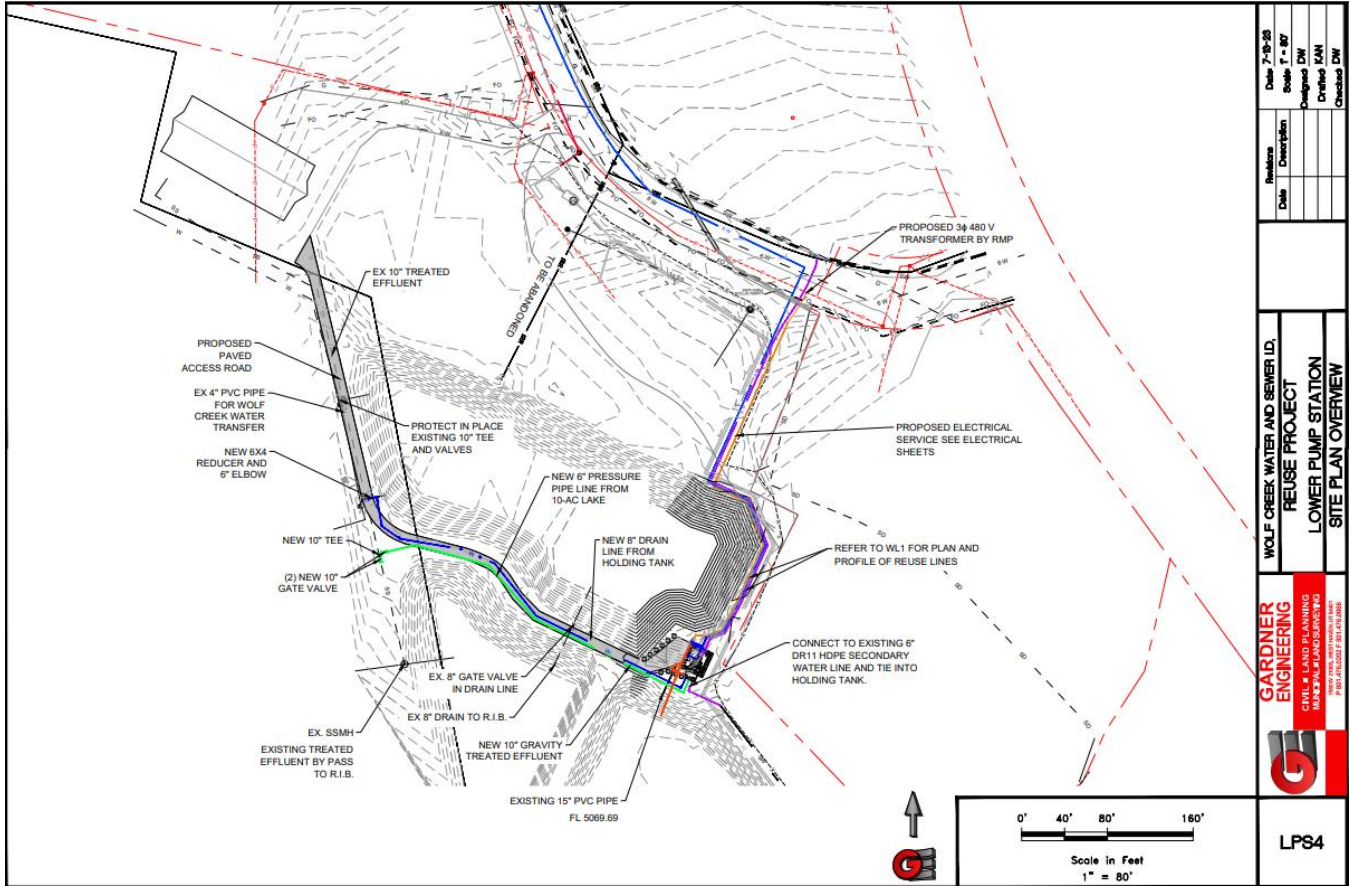 PROPOSED 3ϕ 480 V
TRANSFORMER BY RMP
EX 10" TREATED
EFFLUENT
TO BE ABANDONED
PROPOSED
PAVED
ACCESS ROAD
EX 4" PVC PIPE
FOR WOLF
CREEK WATER
TRANSFER
PROTECT IN PLACE
EXISTING 10" TEE
AND VALVES
NEW 6X4
REDUCER AND
6" ELBOW
NEW 6" PRESSURE
PIPE LINE FROM
10-AC LAKE
PROPOSED ELECTRICAL
SERVICE SEE ELECTRICAL
SHEETS
NEW 10" TEE
(2) NEW 10"
GATE VALVE
NEW 8" DRAIN
LINE FROM
HOLDING TANK
REFER TO WL1 FOR PLAN AND
PROFILE OF REUSE LINES
CONNECT TO EXISTING 6"
DR11 HDPE SECONDARY
WATER LINE AND TIE INTO
HOLDING TANK.
EX. 8" GATE VALVE
IN DRAIN LINE
EX 8" DRAIN TO R.I.B.
EX. SSMH
EXISTING TREATED
EFFLUENT BY PASS
TO R.I.B.
NEW 10" GRAVITY
TREATED EFFLUENT
EXISTING 15" PVC PIPE
FL 5069.69
0' 40' 80' 160'
Scale in Feet
1" = 80'
Revisions
Date Description
Date
Scale 1" = 80'
Designed DW
Drafted KAN
Checked DW
WOLF CREEK WATER AND SEWER I.D.
REUSE PROJECT
LOWER PUMP STATION
SITE PLAN OVERVIEW
GARDNER
ENGINEERING
CIVIL LAND PLANNING
MUNICIPAL LAND SURVEYING
LPS4